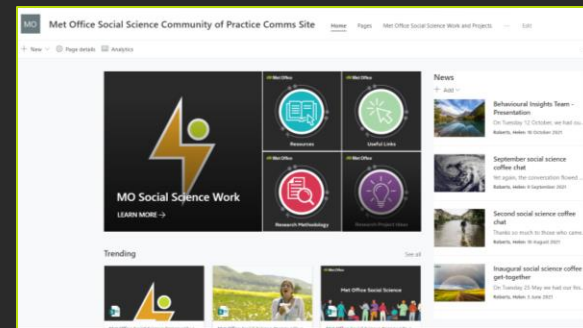 MO
Met Office Social Science Community of Practice Comms Site
Home
Pages
Met Office Social Science Work and Projects
...
Edit
+ New
Page details
Analytics
MO Social Science Work
LEARN MORE →
Met Office
Resources
Met Office
Useful Links
Met Office
Research Methodology
Met Office
Research Project Ideas
News
+ Add
Behavioural Insights Team -
Presentation
On Tuesday 12 October, we had ou...
Roberts, Helen 18 October 2021
September social science
coffee chat
Yet again, the conversation flowed ...
Roberts, Helen 8 September 2021
Second social science coffee
chat
Thanks so much to those who came
Roberts, Helen
August 2021
Inaugural social science coffee
get-together
On Tuesday 25 May we had our
Roberts, Helen 3 June 2021
Trending
See all
Met Office
Met Office Social Science